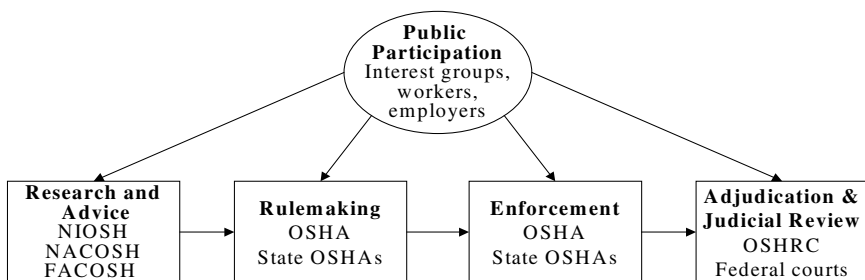 Public
Participation
Interest groups,
workers,
employers
Research and
Advice
NIOSH
NACOSH
FACOSH
Rulemaking
OSHA
State OSHAs
Enforcement
OSHA
State OSHAs
Adjudication &
Judicial Review
OSHRC
Federal courts